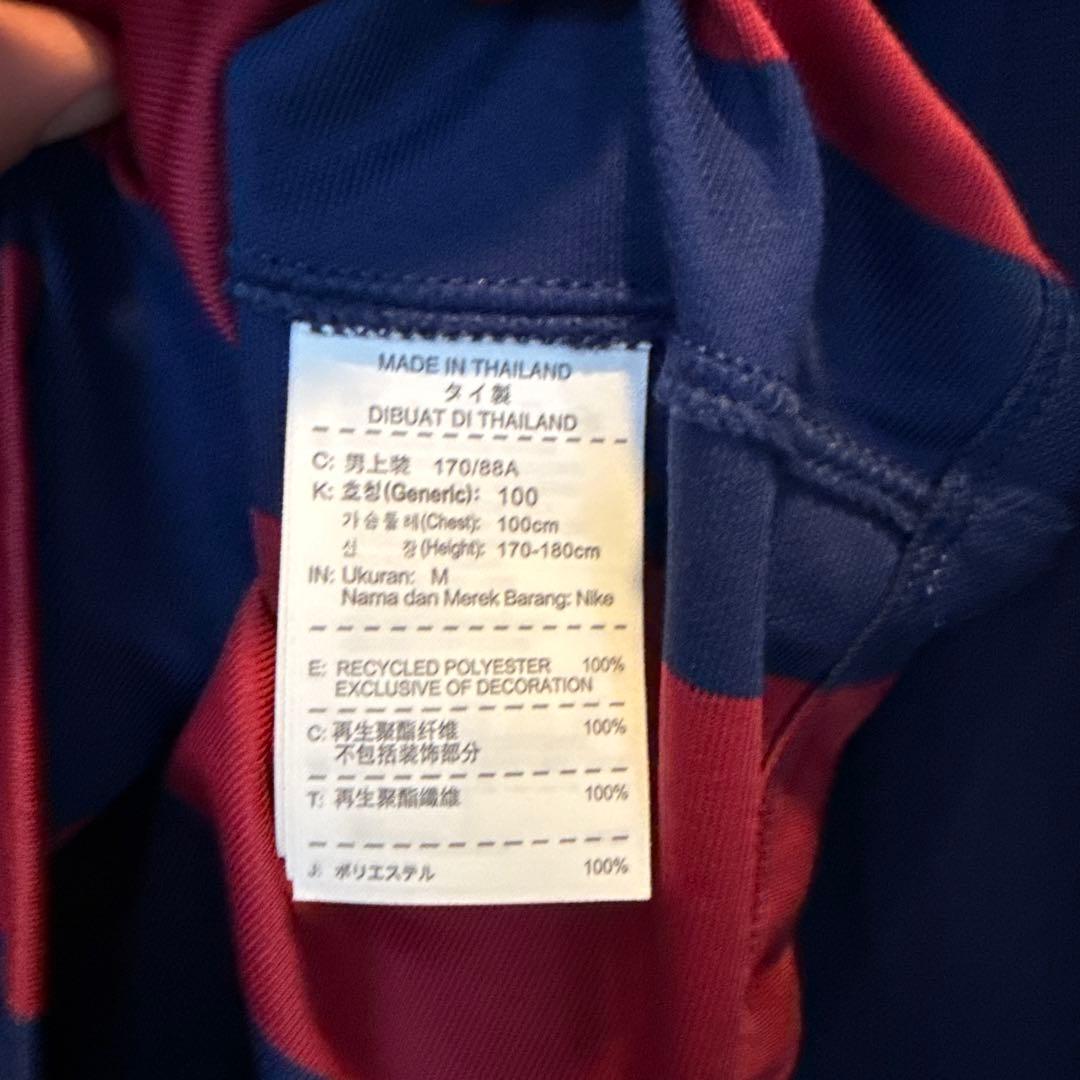 MADE IN THAILAND
タイ製
DIBUAT DI THAILAND
C: 男上装 170/88A
K: 호칭(Generic): 100
가슴둘레(Chest): 100cm
신 장(Height): 170-180cm
IN: Ukuran: M
Nama dan Merek Barang: Nike
E: RECYCLED POLYESTER 100%
EXCLUSIVE OF DECORATION
C: 再生聚酯纤维 100%
不包括装饰部分
T: 再生聚酯纖維 100%
J: ポリエステル 100%